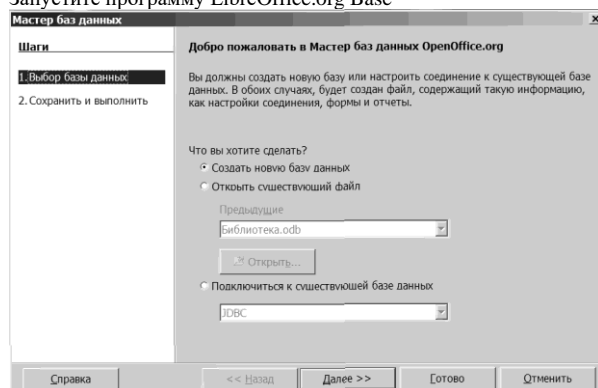 Запустите программу LibreOffice.org Base
Мастер баз данных
x
Шаги
1.Выбор базы данных
2.Сохранить и выполнить
Добро пожаловать в Мастер баз данных OpenOffice.org
Вы должны создать новую базу или настроить соединение к существующей базе
данных. В обоих случаях, будет создан файл, содержащий такую информацию,
как настройки соединения, формы и отчеты.
Что вы хотите сделать?
Создать новую базу данных
Открыть существующий файл
Предыдущие
Библиотека.odb
Открыть...
Подключиться к существующей базе данных
JDBC
Справка
<< Назад
Далее >>
Готово
Отменить